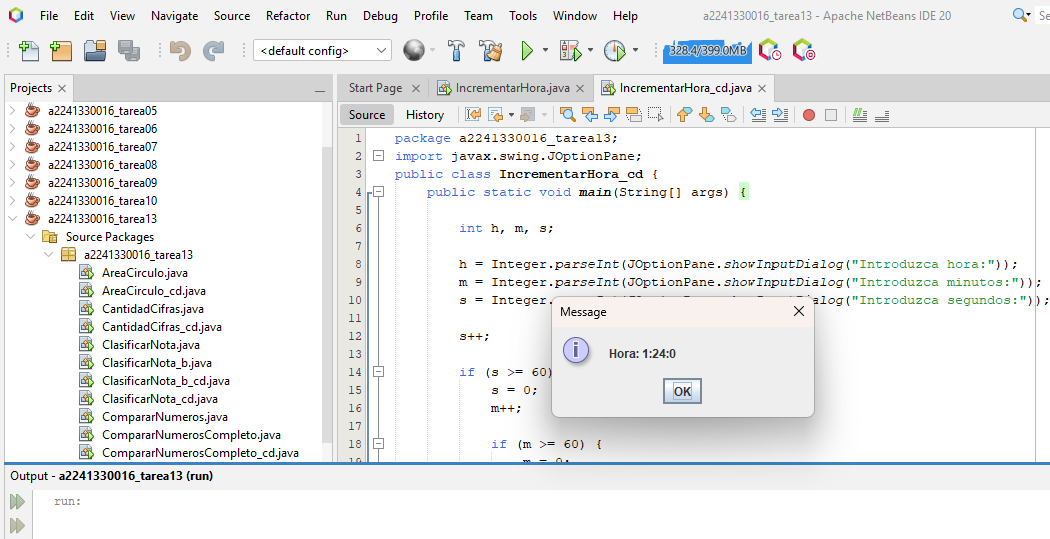 File Edit View Navigate Source Refactor Run Debug Profile Team Tools Window Help a2241330016_tarea13 - Apache NetBeans IDE 20
<default config> 328.4/399.0MB
Projects
Start Page IncrementarHora.java IncrementarHora_cd.java
Source History
a2241330016_tarea05
a2241330016_tarea06
a2241330016_tarea07
a2241330016_tarea08
a2241330016_tarea09
a2241330016_tarea10
a2241330016_tarea13
Source Packages
a2241330016_tarea13
AreaCirculo.java
AreaCirculo_cd.java
CantidadCifras.java
CantidadCifras_cd.java
ClasificarNota.java
ClasificarNota_b.java
ClasificarNota_b_cd.java
ClasificarNota_cd.java
CompararNumeros.java
CompararNumerosCompleto.java
CompararNumerosCompleto_cd.java
1 package a2241330016_tarea13;
2 import javax.swing.JOptionPane;
3 public class IncrementarHora_cd {
4 public static void main(String[] args) {
5
6 int h, m, s;
7
8 h = Integer.parseInt(JOptionPane.showInputDialog("Introduzca hora:"));
9 m = Integer.parseInt(JOptionPane.showInputDialog("Introduzca minutos:"));
10 s = Integer.parseInt(JOptionPane.showInputDialog("Introduzca segundos:"));
11
12 s++;
13
14 if (s >= 60)
15 s = 0;
16 m++;
17
18 if (m >= 60) {
19 m = 0;
Message
Hora: 1:24:0
OK
Output - a2241330016_tarea13 (run)
run: